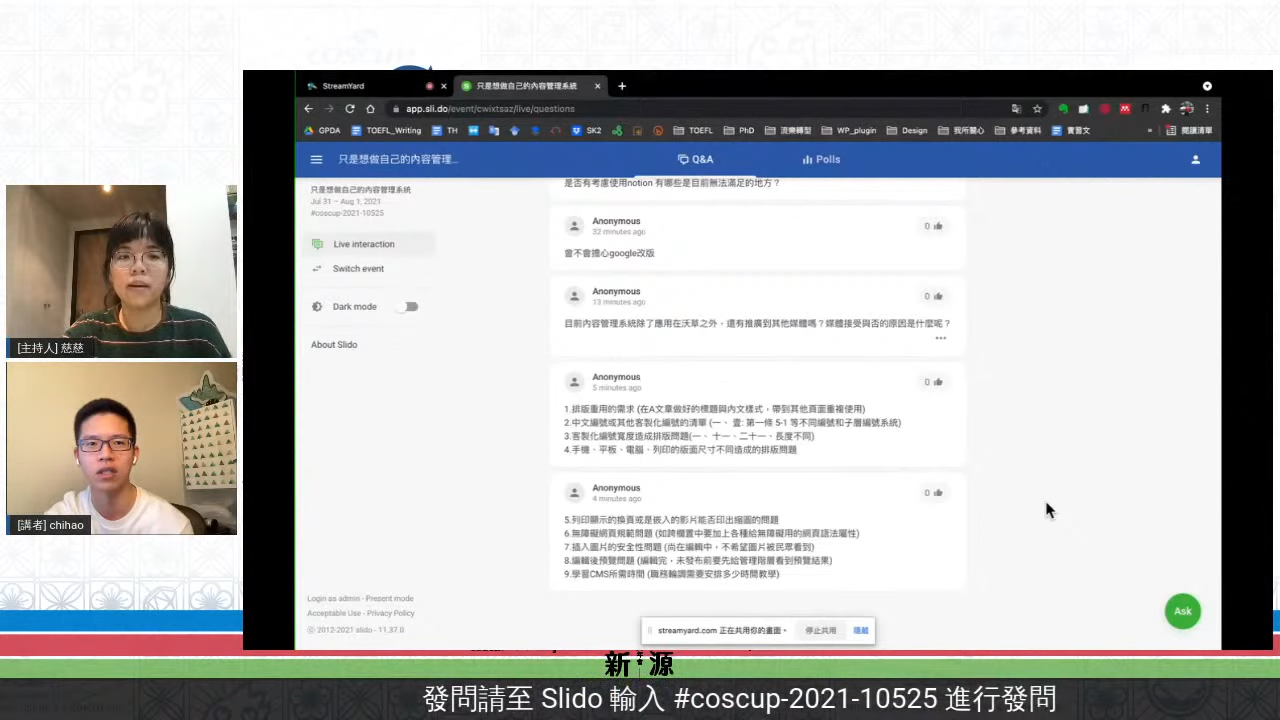 StreamYard
只是想做自己的內容管理系統
app.sli.do/event/cwixtsaz/live/questions
GPDA
TOEFL_Writing
TH
SK2
TOEFL
PhD
流樂轉型
WP_plugin
Design
我所關心
參考資料
實習文
»
閱讀清單
只是想做自己的內容管理...
Q&A
Polls
只是想做自己的內容管理系統
Jul 31 – Aug 1, 2021
#coscup-2021-10525
Live interaction
Switch event
Dark mode
About Slido
Login as admin · Present mode
Acceptable Use · Privacy Policy
© 2012-2021 slido - 11.37.0
是否有考慮使用notion 有哪些是目前無法滿足的地方？
Anonymous
32 minutes ago
0
會不會擔心google改版
Anonymous
13 minutes ago
0
目前內容管理系統除了應用在沃草之外，還有推廣到其他媒體嗎？媒體接受與否的原因是什麼呢？
Anonymous
5 minutes ago
0
1.排版重用的需求 (在A文章做好的標題與內文樣式，帶到其他頁面重複使用)
2.中文編號或其他客製化編號的清單 (一、 壹: 第一條 5-1 等不同編號和子層編號系統)
3.客製化編號寬度造成排版問題(一、 十一、二十一、長度不同)
4.手機、平板、電腦、列印的版面尺寸不同造成的排版問題
Anonymous
4 minutes ago
0
5.列印顯示的換頁或是嵌入的影片能否印出縮圖的問題
6.無障礙網頁規範問題 (如跨欄置中要加上各種給無障礙用的網頁語法屬性)
7.插入圖片的安全性問題 (尚在編輯中，不希望圖片被民眾看到)
8.編輯後預覽問題 (編輯完，未發布前要先給管理階層看到預覽結果)
9.學習CMS所需時間 (職務輪調需要安排多少時間教學)
Ask
streamyard.com 正在共用你的畫面。
停止共用
隱藏
[主持人] 慈慈
[講者] chihao
新
源
發問請至 Slido 輸入 #coscup-2021-10525 進行發問